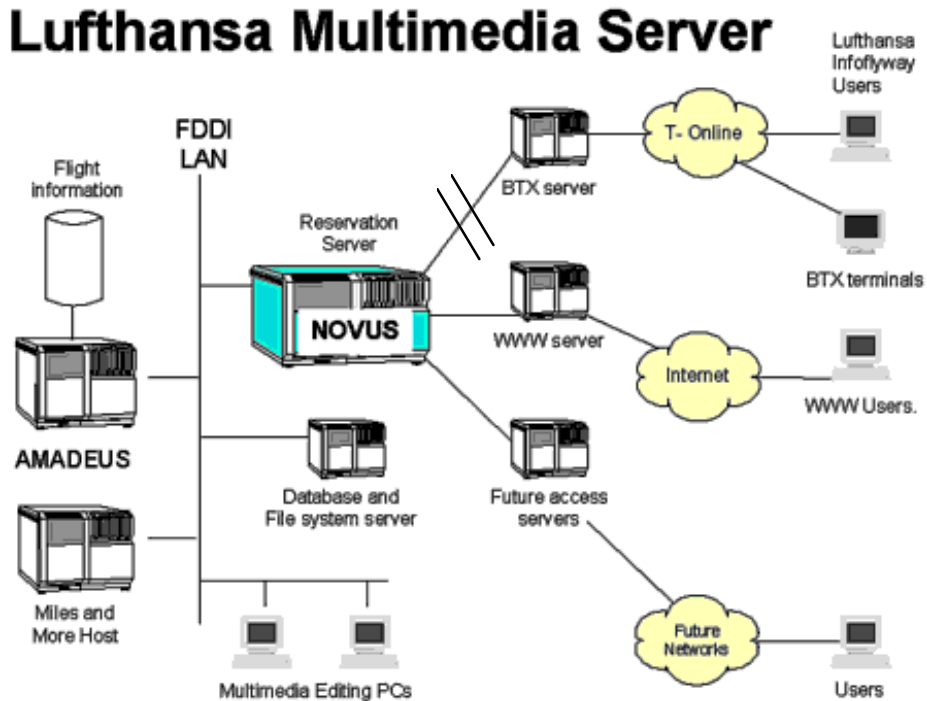 Lufthansa Multimedia Server
Lufthansa
Infoflyway
Users
FDDI
LAN
T- Online
Flight
information
BTX server
Reservation
Server
BTX terminals
NOVUS
WWW server
Internet
WWW Users.
AMADEUS
Database and
File system server
Future access
servers
Miles and
More Host
Future
Networks
Multimedia Editing PCs
Users